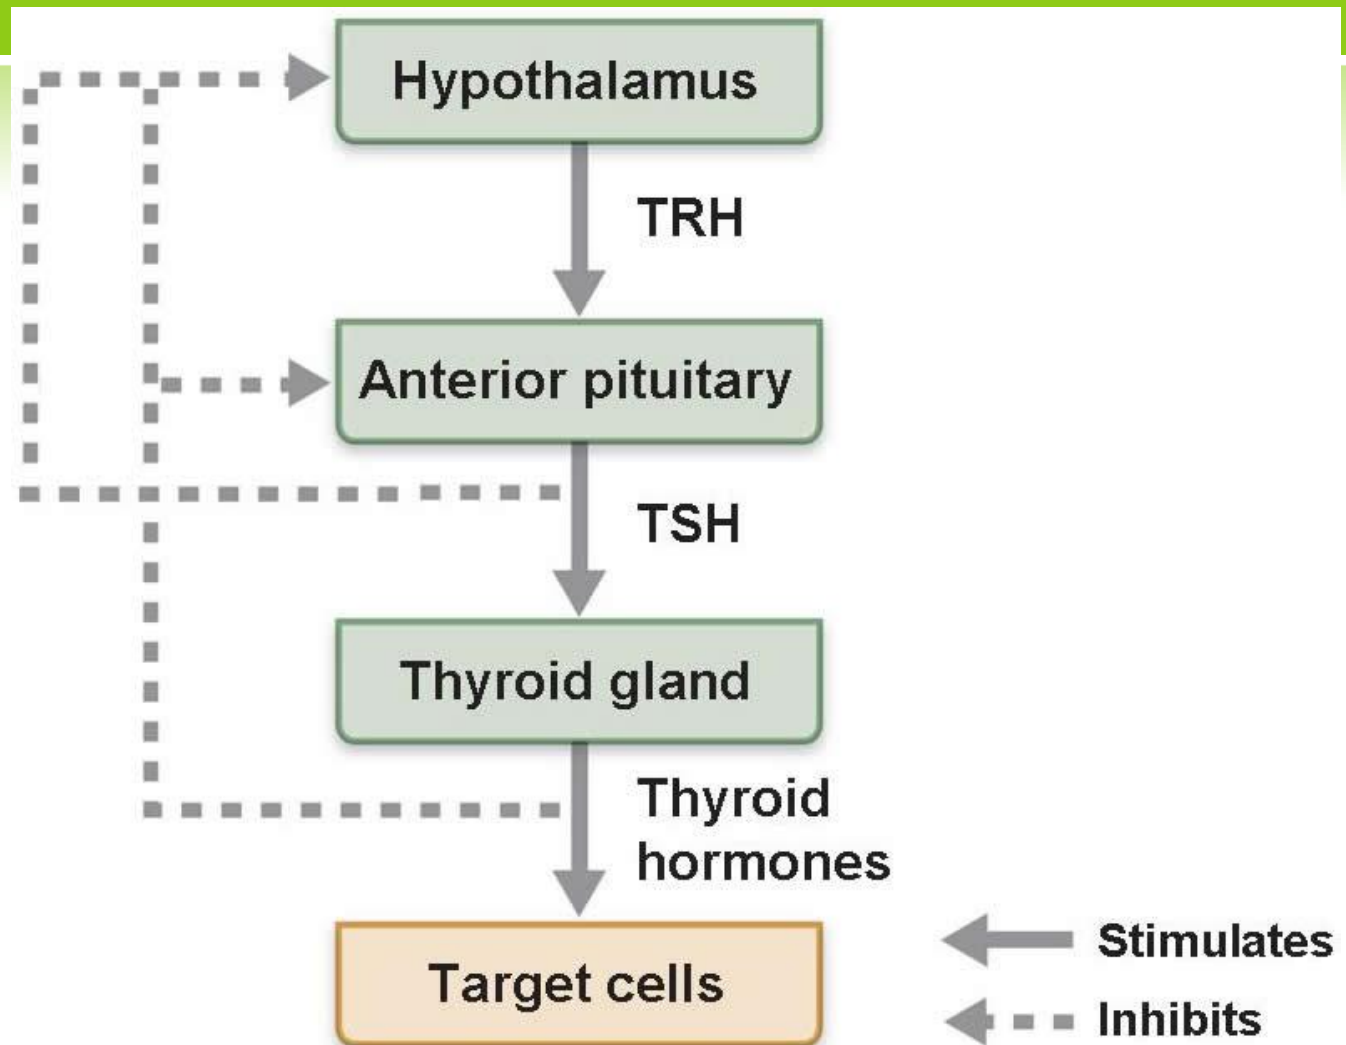 Hypothalamus
TRH
Anterior pituitary
TSH
Thyroid gland
Thyroid
hormones
Target cells
Stimulates
Inhibits